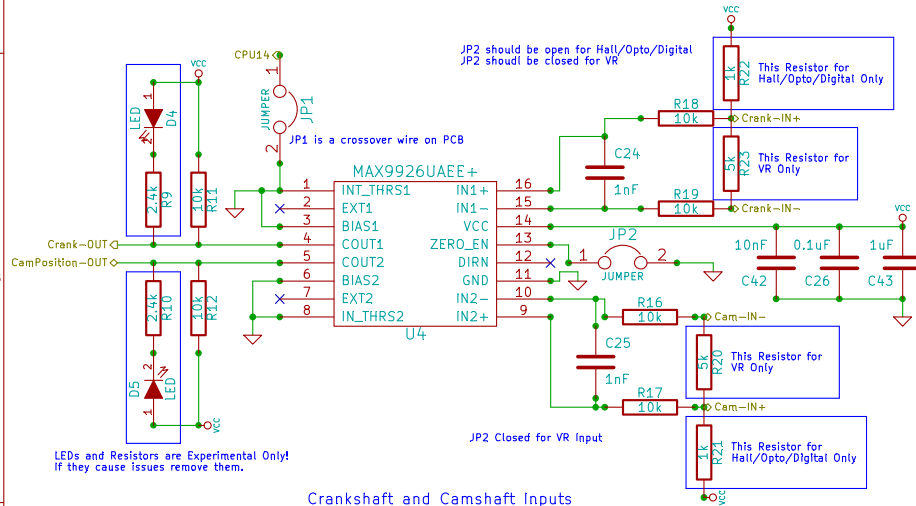 VCC
CPU14
JP2 should be open for Hall/Opto/Digital
JP2 shoudl be closed for VR
1k
R22
This Resistor for
Hall/Opto/Digital Only
VCC
1
LED
D4
1
JUMPER
JP1
2
JP1 is a crossover wire on PCB
R18
10k
Crank-IN+
5k
R23
This Resistor for
VR Only
C24
1nF
MAX9926UAEE+
2.4k
R9
10k
R11
1 INT_THRS1 IN1+ 16
2 EXT1 IN1- 15
3 BIAS1 VCC 14
4 COUT1 ZERO_EN 13
5 COUT2 DIRN 12
6 BIAS2 GND 11
7 EXT2 IN2- 10
8 IN_THRS2 IN2+ 9
U4
R19
10k
Crank-IN-
VCC
Crank-OUT
CamPosition-OUT
JP2
1 2
JUMPER
10nF 0.1uF 1uF
C42 C26 C43
2.4k
R10
10k
R12
R16
10k
Cam-IN-
C25
1nF
5k
R20
This Resistor for
VR Only
2
D5
LED
1
VCC
R17
10k
Cam-IN+
JP2 Closed for VR Input
1k
R21
This Resistor for
Hall/Opto/Digital Only
VCC
LEDs and Resistors are Experimental Only!
If they cause issues remove them.
Crankshaft and Camshaft Inputs